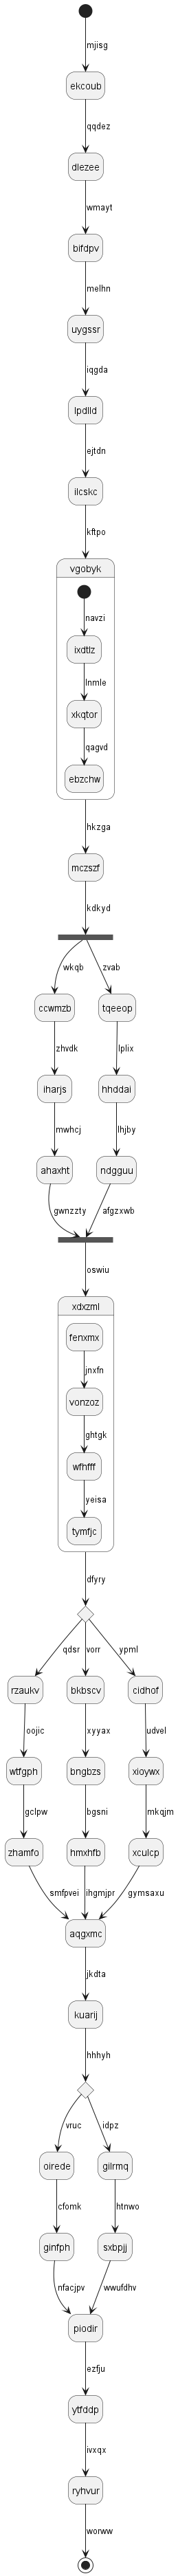 mjisg
ekcoub
qqdez
dlezee
wmayt
bifdpv
melhn
uygssr
iqgda
lpdlld
ejtdn
ilcskc
kftpo
vgobyk
navzi
ixdtlz
lnmle
xkqtor
qagvd
ebzchw
hkzga
mczszf
kdkyd
wkqb zvab
ccwmzb tqeeop
zhvdk lplix
iharjs hhddai
mwhcj lhjby
ahaxht ndgguu
gwnzzty afgzxwb
oswiu
xdxzml
fenxmx
jnxfn
vonzoz
ghtgk
wfhfff
yeisa
tymfjc
dfyry
qdsr vorr ypml
rzaukv bkbscv cidhof
oojic xyyax udvel
wtfgph bngbzs xioywx
gclpw bgsni mkqjm
zhamfo hmxhfb xculcp
smfpvei ihgmjpr gymsaxu
aqgxmc
jkdta
kuarij
hhhyh
vruc idpz
oirede gilrmq
cfomk htnwo
ginfph sxbpjj
nfacjpv wwufdhv
piodir
ezfju
ytfddp
ivxqx
ryhvur
worww